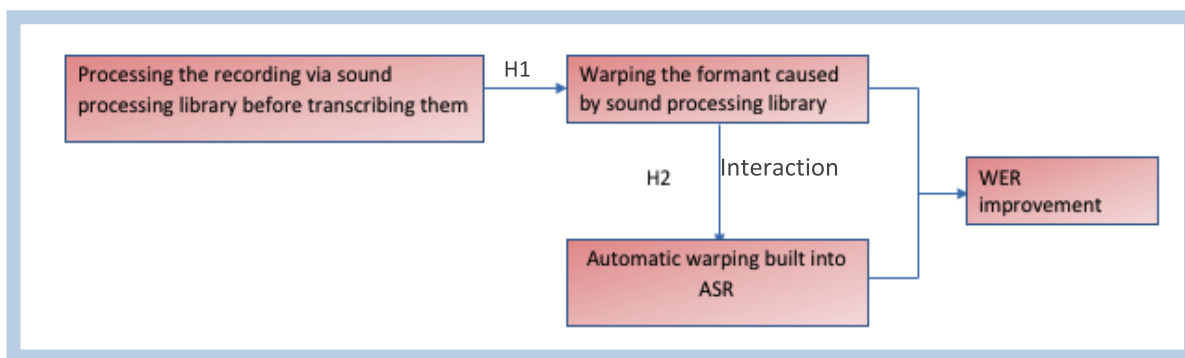 Processing the recording via sound
processing library before transcribing them
H1
Warping the formant caused
by sound processing library
H2
Interaction
WER
improvement
Automatic warping built into
ASR